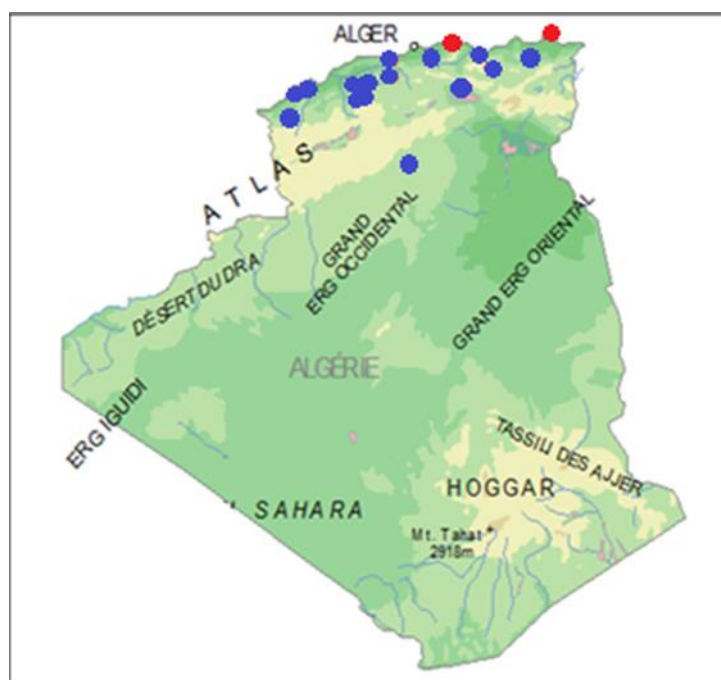 ALGER
ATLAS
DÉSERT DU DRA
GRAND
ERG OCCIDENTAL
GRAND ERG ORIENTAL
ALGÉRIE
ERG IGUIDI
TASSILI DES AJJER
HOGGAR
SAHARA
Mt. Tahat
2918m